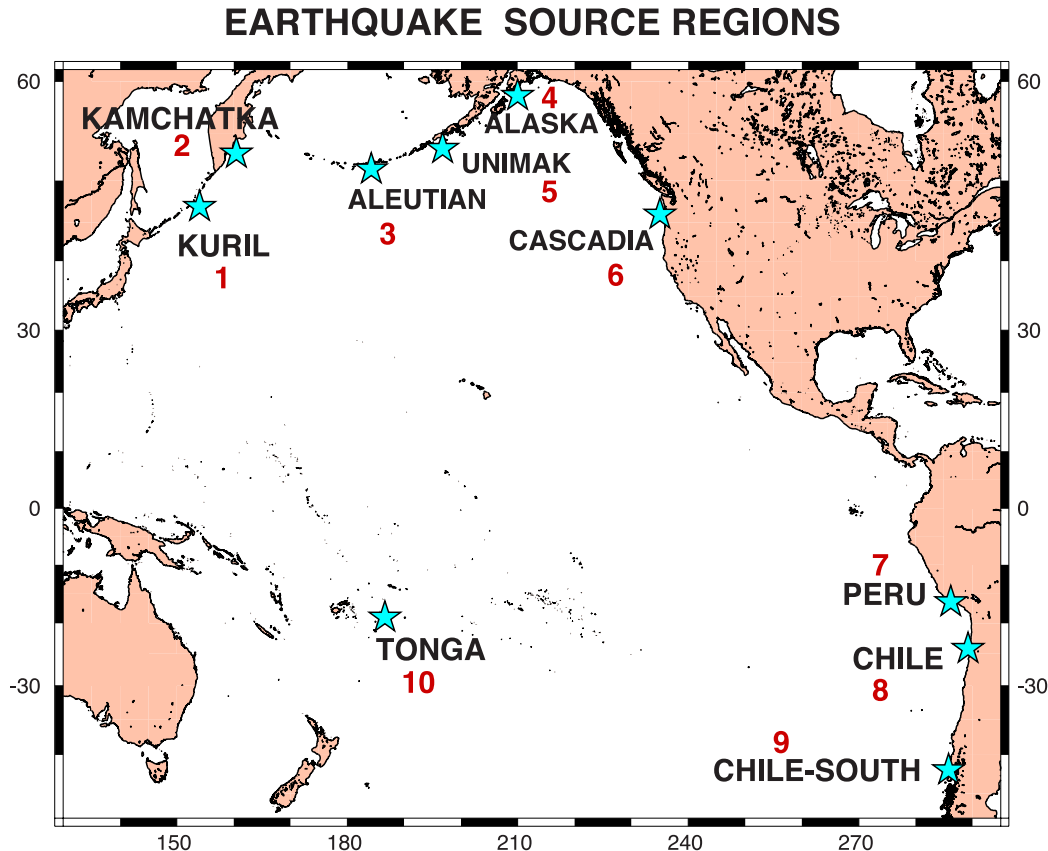 EARTHQUAKE SOURCE REGIONS
60
60
4
KAMCHATKA
ALASKA
2
UNIMAK
5
ALEUTIAN
3
KURIL
1
CASCADIA
6
30
30
0
0
7
PERU
TONGA
10
CHILE
8
-30
-30
9
CHILE-SOUTH
150
180
210
240
270